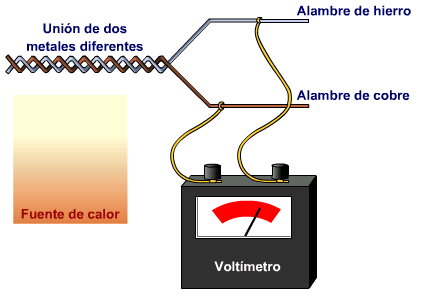 Unión de dos
metales diferentes
Alambre de hierro
Alambre de cobre
Fuente de calor
Voltímetro